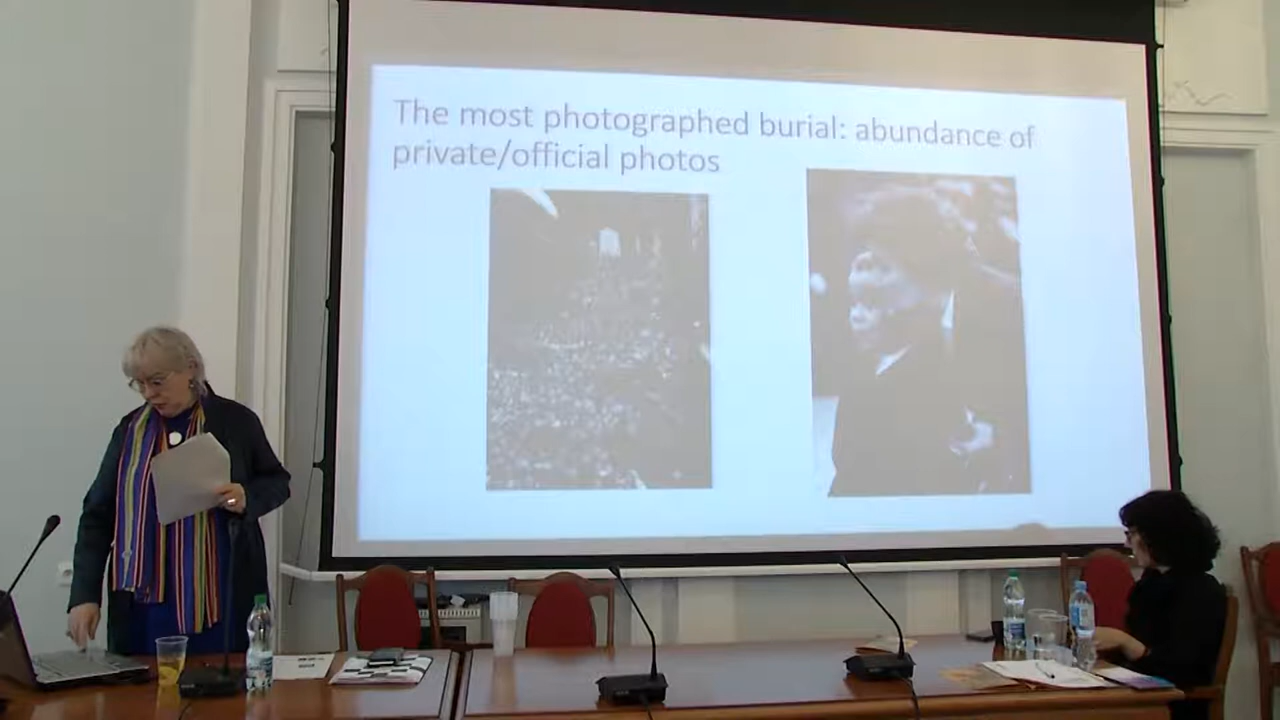 The most photographed burial: abundance of
private/official photos